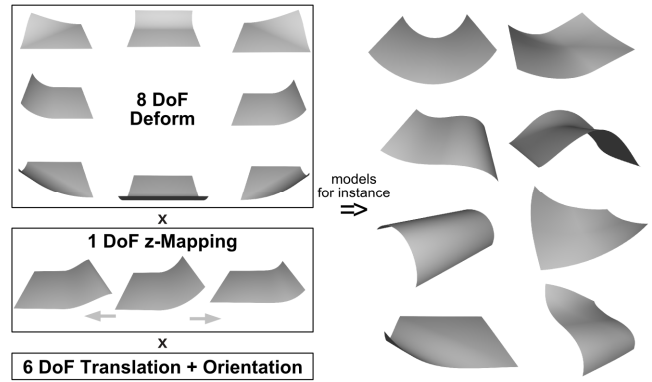 8 DoF
Deform
x
1 DoF z-Mapping
x
6 DoF Translation + Orientation
models
for instance